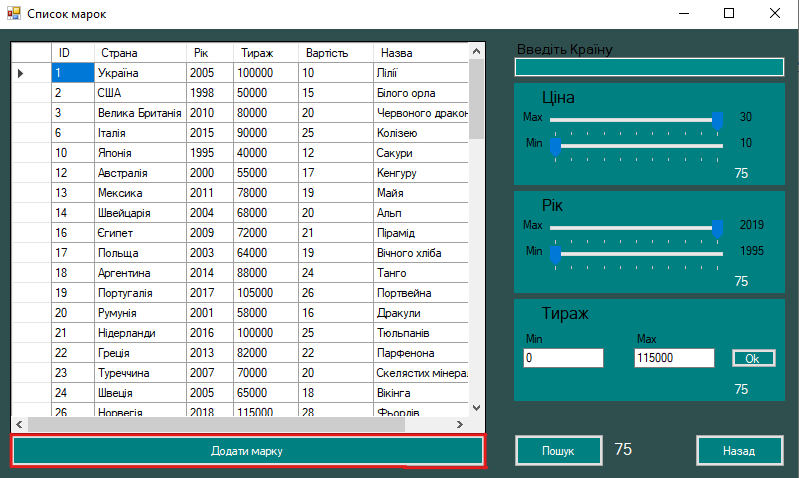 Список марок
ID Страна Рік Тираж Вартість Назва
1 Україна 2005 100000 10 Лілії
2 США 1998 50000 15 Білого орла
3 Велика Британія 2010 80000 20 Червоного дракон
6 Італія 2015 90000 25 Колізею
10 Японія 1995 40000 12 Сакури
12 Австралія 2000 55000 17 Кенгуру
13 Мексика 2011 78000 19 Майя
14 Швейцарія 2004 68000 20 Альп
16 Єгипет 2009 72000 21 Пірамід
17 Польща 2003 64000 19 Вічного хліба
18 Аргентина 2014 88000 24 Танго
19 Португалія 2017 105000 26 Портвейна
20 Румунія 2001 58000 16 Дракули
21 Нідерланди 2016 100000 25 Тюльпанів
22 Греція 2013 82000 22 Парфенона
23 Туреччина 2007 70000 20 Скелястих мінера
24 Швеція 2005 65000 18 Вікінга
26 Норвегія 2018 115000 28 Фьордів
Додати марку
Введіть Країну
Ціна
Max 30
Min 10
75
Рік
Max 2019
Min 1995
75
Тираж
Min Max
0 115000 Ok
75
Пошук 75 Назад